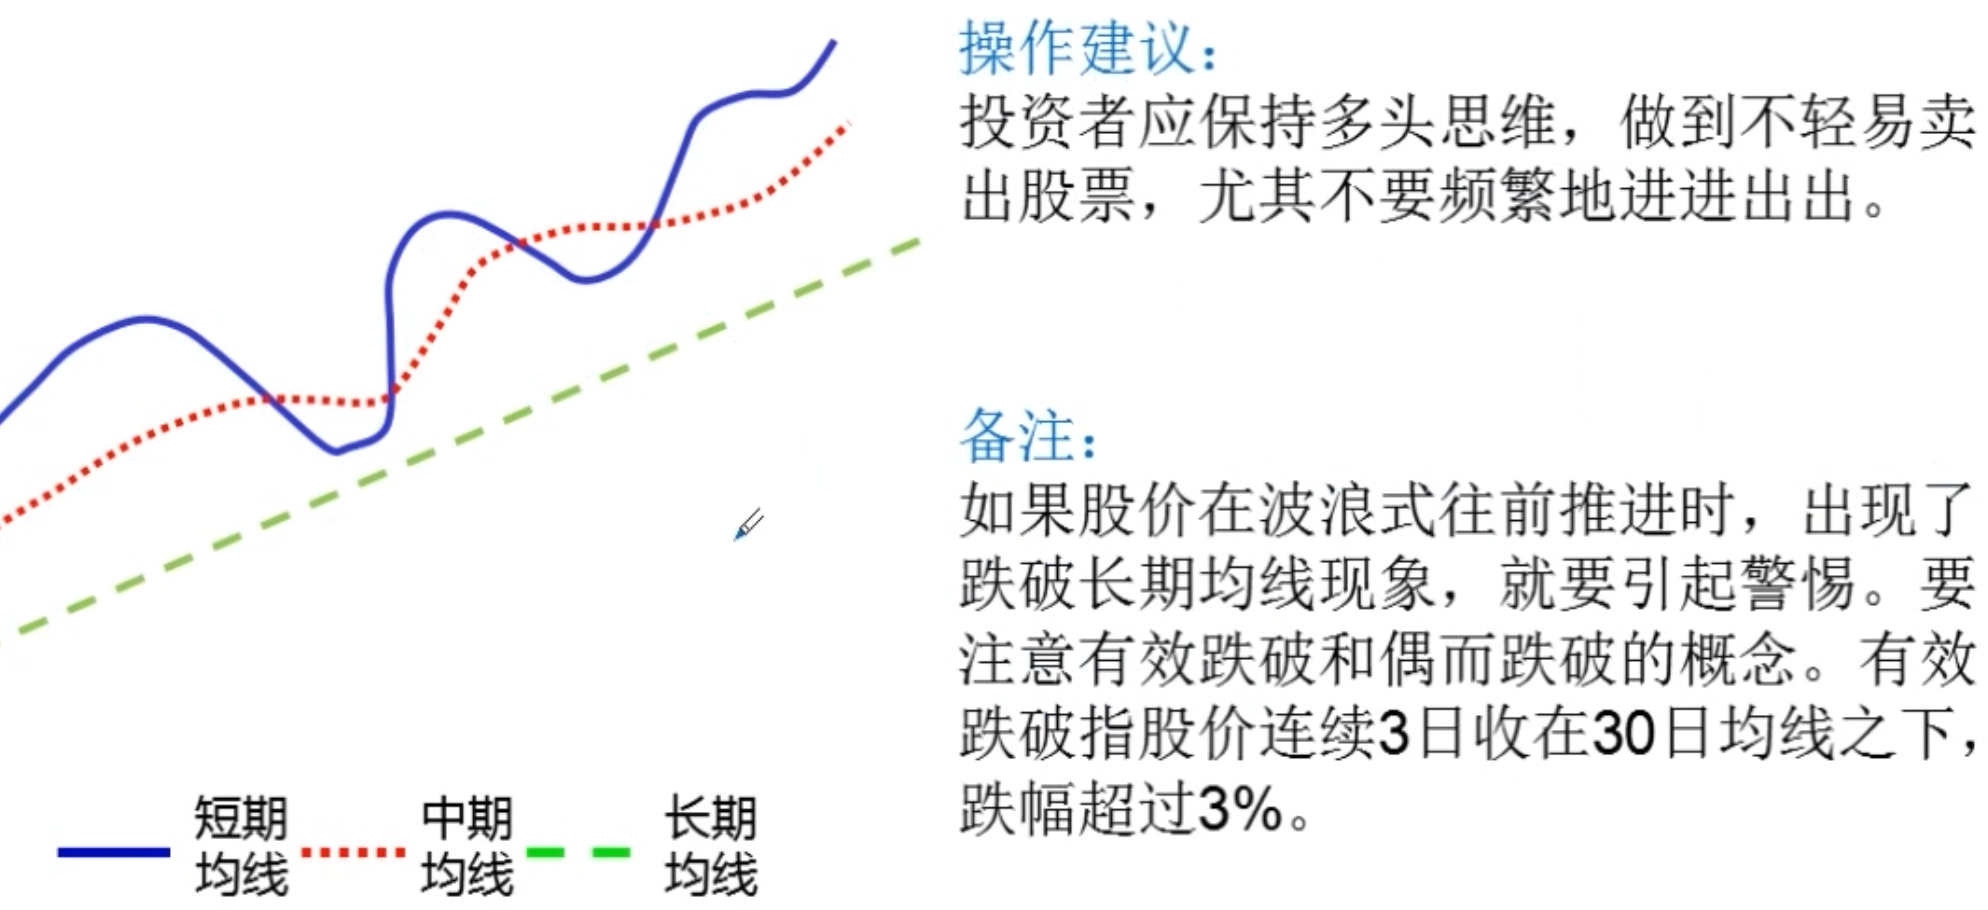 操作建议：
投资者应保持多头思维，做到不轻易卖
出股票，尤其不要频繁地进进出出。
备注：
如果股价在波浪式往前推进时，出现了
跌破长期均线现象，就要引起警惕。要
注意有效跌破和偶而跌破的概念。有效
跌破指股价连续3日收在30日均线之下，
跌幅超过3%。
短期
均线
中期
均线
长期
均线